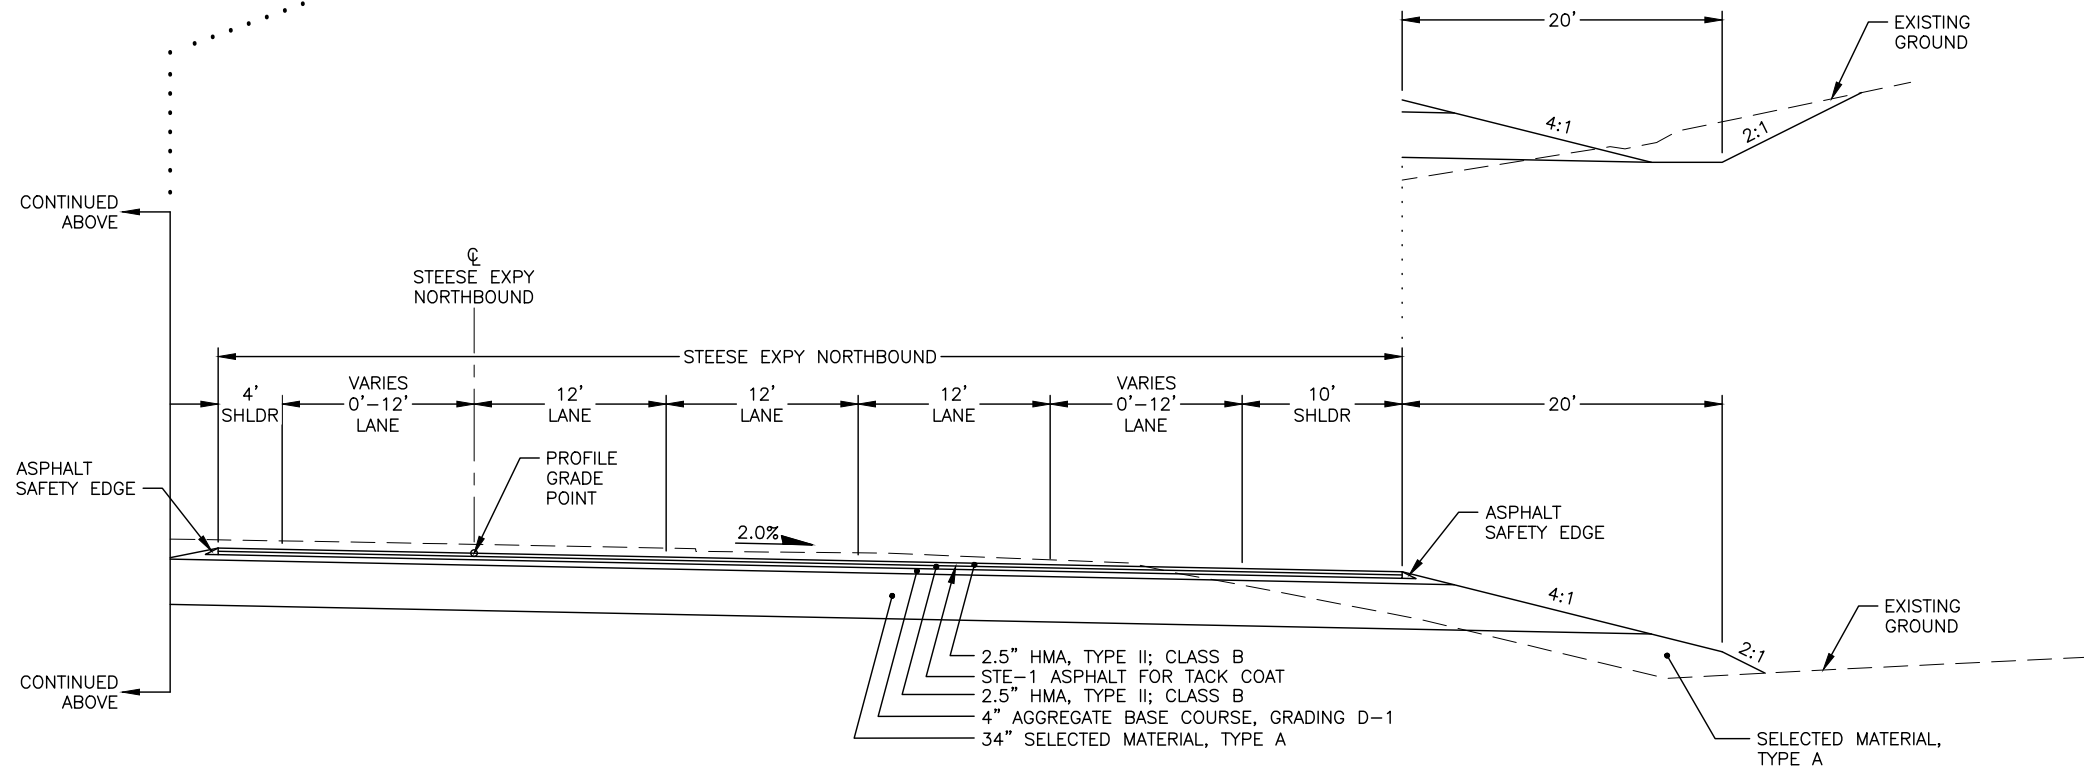 20'
EXISTING
GROUND
4:1
2:1
CONTINUED
ABOVE
℄
STEESE EXPY
NORTHBOUND
STEESE EXPY NORTHBOUND
4'
SHLDR
VARIES
0'-12'
LANE
12'
LANE
12'
LANE
12'
LANE
VARIES
0'-12'
LANE
10'
SHLDR
20'
ASPHALT
SAFETY EDGE
PROFILE
GRADE
POINT
2.0%
ASPHALT
SAFETY EDGE
4:1
2:1
EXISTING
GROUND
CONTINUED
ABOVE
2.5" HMA, TYPE II; CLASS B
STE-1 ASPHALT FOR TACK COAT
2.5" HMA, TYPE II; CLASS B
4" AGGREGATE BASE COURSE, GRADING D-1
34" SELECTED MATERIAL, TYPE A
SELECTED MATERIAL,
TYPE A